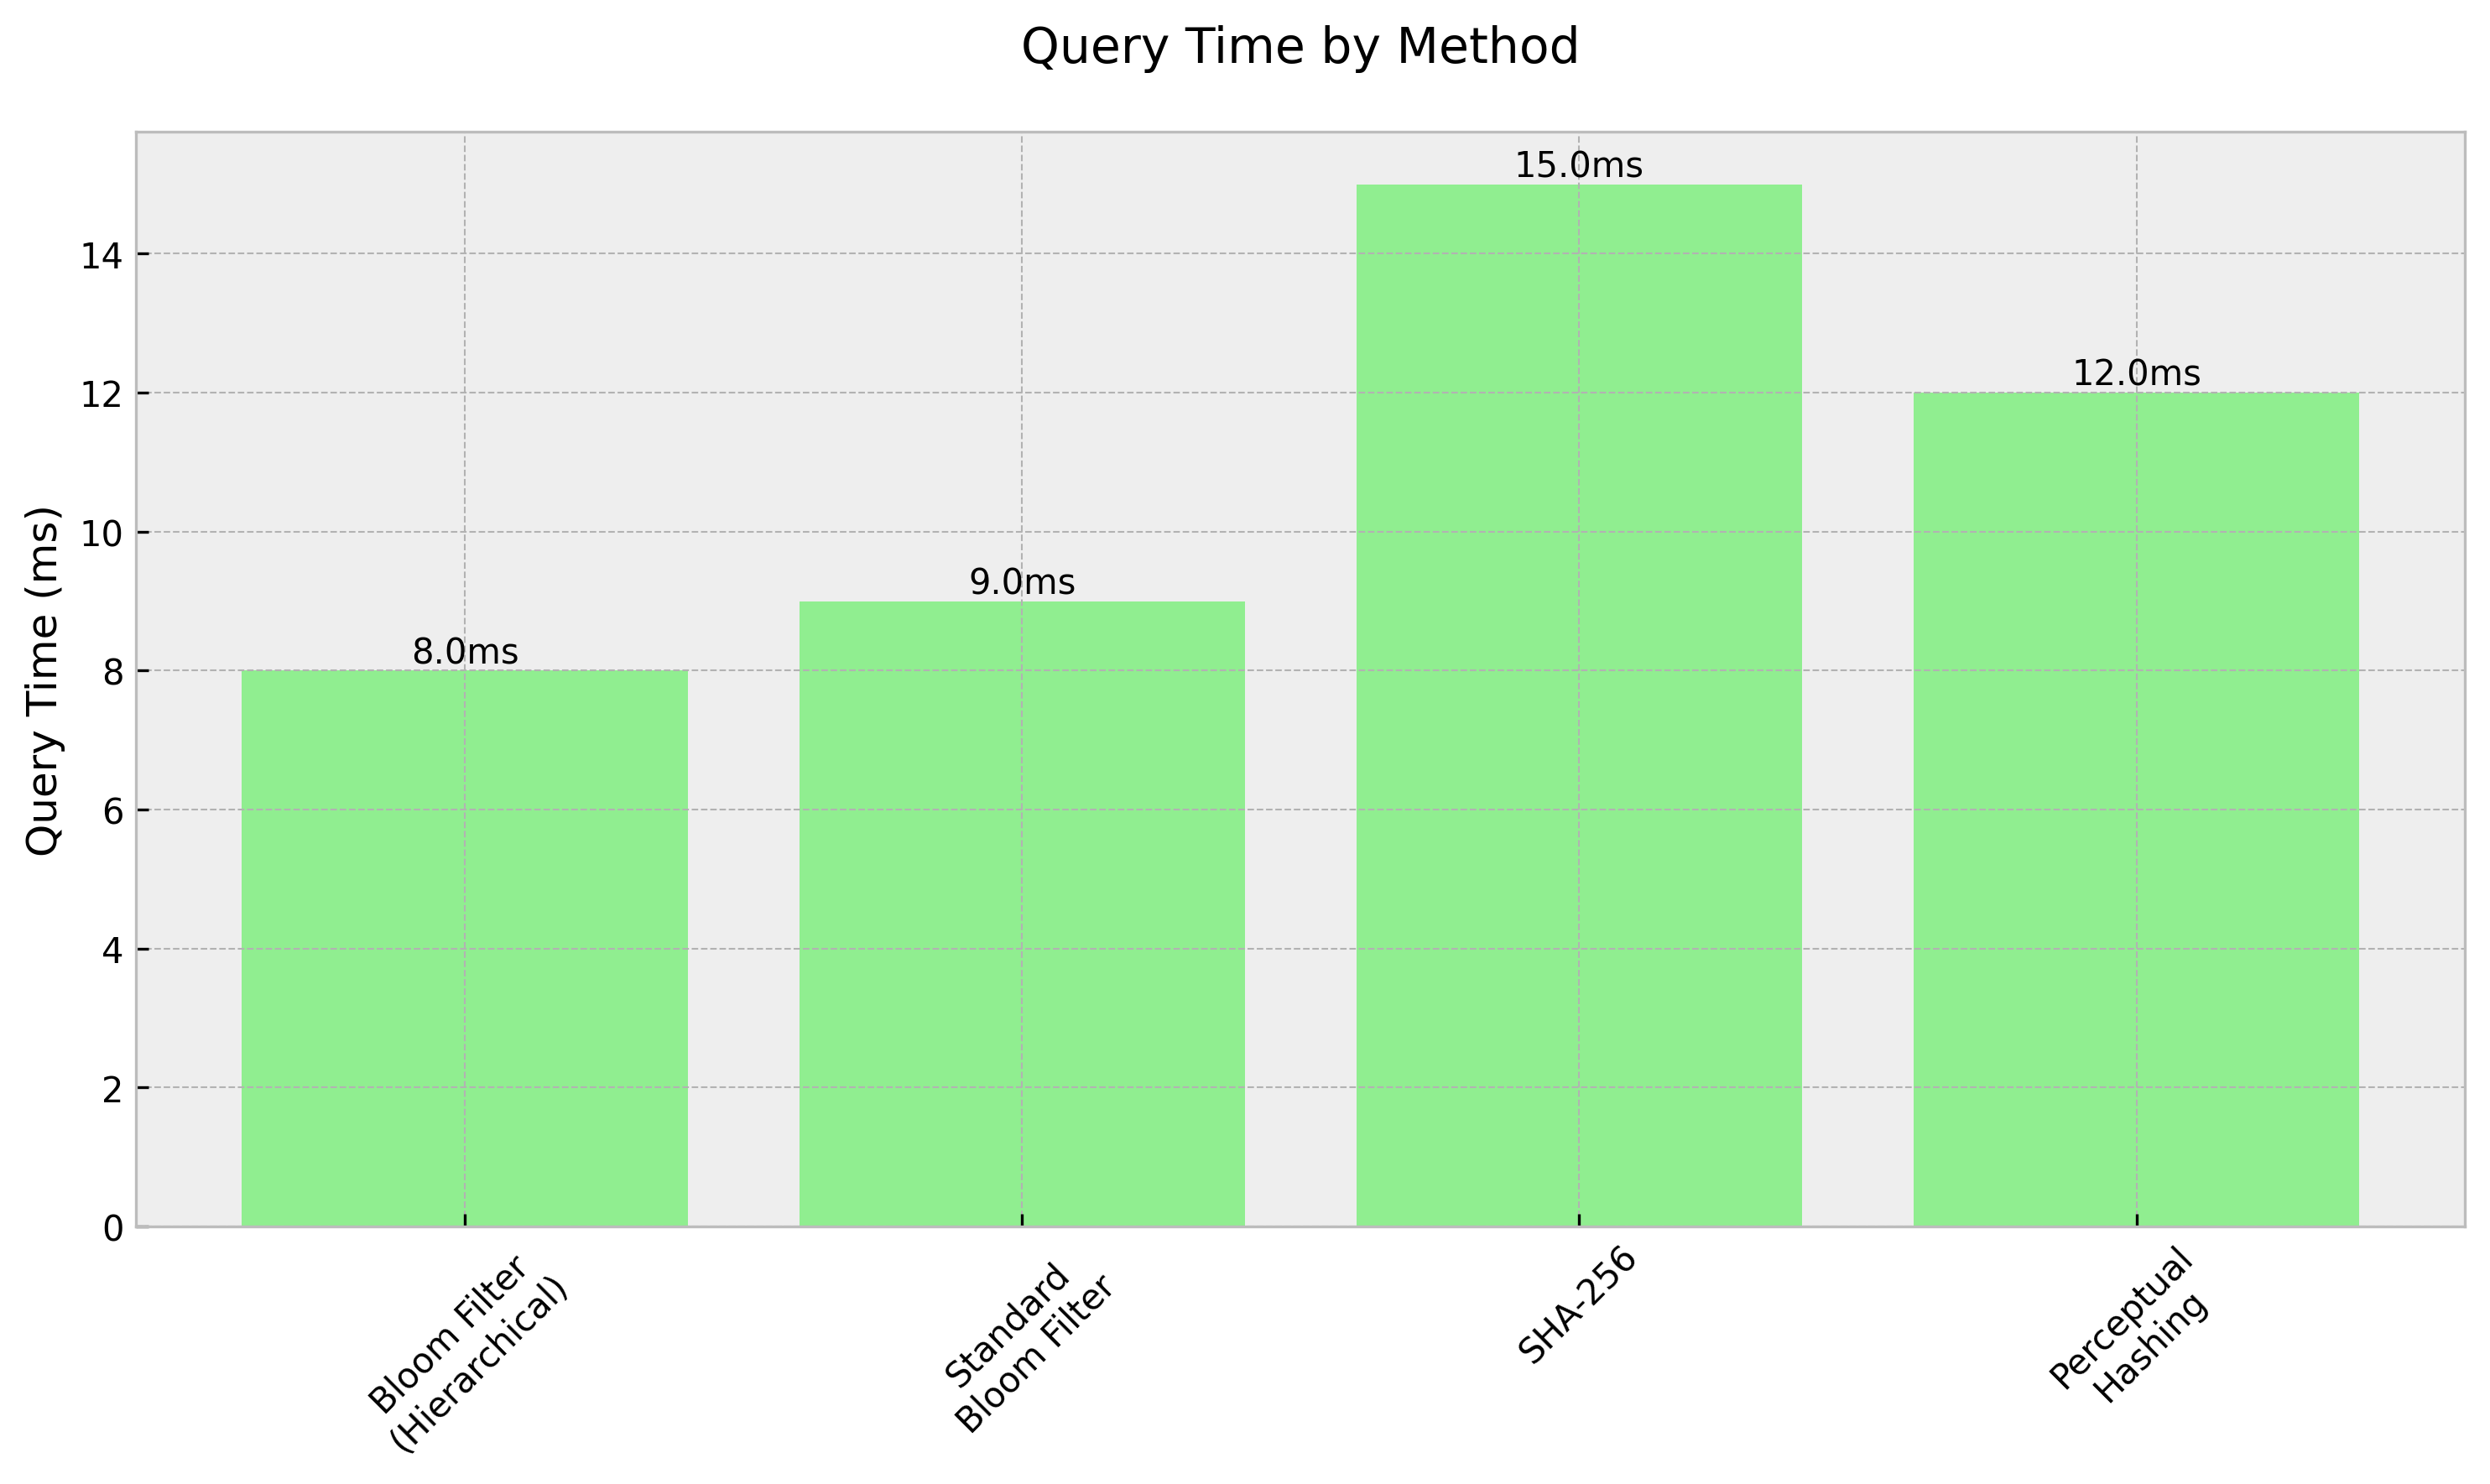 Query Time by Method
Query Time (ms)
14
12
10
8
6
4
2
0
8.0ms
9.0ms
15.0ms
12.0ms
Bloom Filter
(Hierarchical)
Standard
Bloom Filter
SHA-256
Perceptual
Hashing